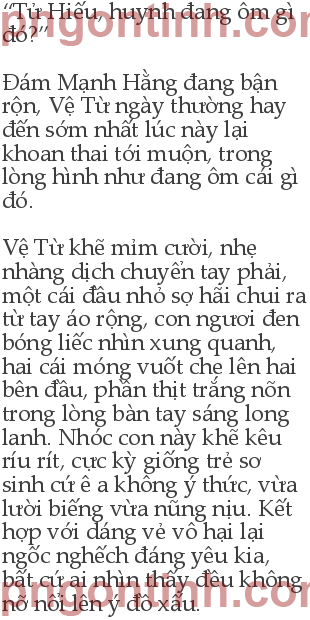 “Tử Hiếu, huynh đang ôm gì
đó?”
Đám Mạnh Hằng đang bận
rộn, Vệ Từ ngày thường hay
đến sớm nhất lúc này lại
khoan thai tới muộn, trong
lòng hình như đang ôm cái gì
đó.
Vệ Từ khẽ mỉm cười, nhẹ
nhàng dịch chuyển tay phải,
một cái đầu nhỏ sợ hãi chui ra
từ tay áo rộng, con ngươi đen
bóng liếc nhìn xung quanh,
hai cái móng vuốt che lên hai
bên đầu, phần thịt trắng nõn
trong lòng bàn tay sáng long
lanh. Nhóc con này khẽ kêu
ríu rít, cực kỳ giống trẻ sơ
sinh cứ ê a không ý thức, vừa
lười biếng vừa nũng nịu. Kết
hợp với dáng vẻ vô hại lại
ngốc nghếch đáng yêu kia,
bất cứ ai nhìn thấy đều không
nỡ nổi lên ý đồ xấu.
pngontinh.com
pngontinh.com
pngontinh.com